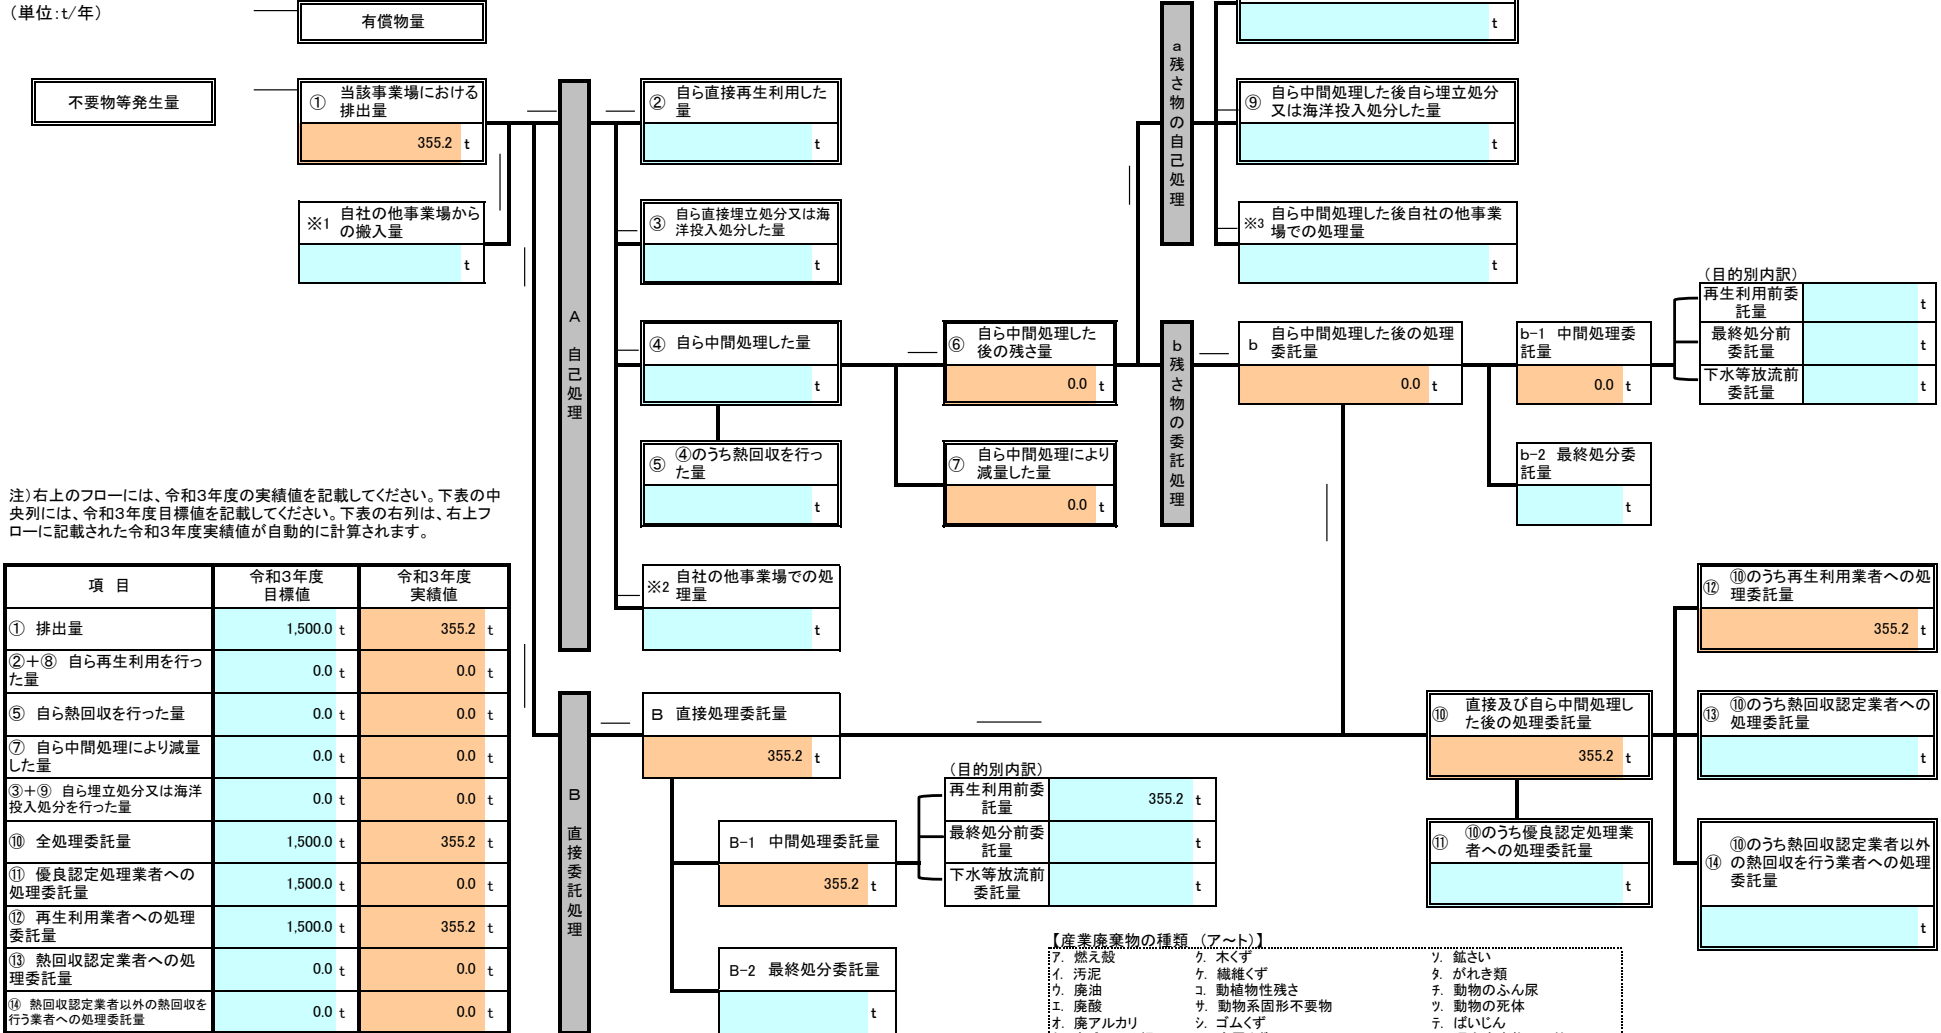 (単位:t/年)
有償物量
不要物等発生量
① 当該事業場における
排出量
355.2 t
※1 自社の他事業場から
の搬入量
t
A 自己処理
② 自ら直接再生利用した
量
t
③ 自ら直接埋立処分又は海
洋投入処分した量
t
④ 自ら中間処理した量
t
⑤ ④のうち熱回収を行っ
た量
t
※2 自社の他事業場での処
理量
t
⑥ 自ら中間処理した
後の残さ量
0.0 t
⑦ 自ら中間処理により
減量した量
0.0 t
a 残さ物の自己処理
t
⑨ 自ら中間処理した後自ら埋立処分
又は海洋投入処分した量
t
※3 自ら中間処理した後自社の他事業
場での処理量
t
b 残さ物の委託処理
b 自ら中間処理した後の処理
委託量
0.0 t
b-1 中間処理委
託量
0.0 t
b-2 最終処分委
託量
t
(目的別内訳)
再生利用前委
託量
t
最終処分前
委託量
t
下水等放流前
委託量
t
注)右上のフローには、令和3年度の実績値を記載してください。下表の中
央列には、令和3年度目標値を記載してください。下表の右列は、右上フ
ローに記載された令和3年度実績値が自動的に計算されます。
項 目 令和3年度
目標値 令和3年度
実績値
① 排出量 1,500.0 t 355.2 t
②+⑧ 自ら再生利用を行っ
た量 0.0 t 0.0 t
⑤ 自ら熱回収を行った量 0.0 t 0.0 t
⑦ 自ら中間処理により減量
した量 0.0 t 0.0 t
③+⑨ 自ら埋立処分又は海洋
投入処分を行った量 0.0 t 0.0 t
⑩ 全処理委託量 1,500.0 t 355.2 t
⑪ 優良認定処理業者への
処理委託量 1,500.0 t 0.0 t
⑫ 再生利用業者への処理
委託量 1,500.0 t 355.2 t
⑬ 熱回収認定業者への処
理委託量 0.0 t 0.0 t
⑭ 熱回収認定業者以外の熱回収を
行う業者への処理委託量 0.0 t 0.0 t
B 直接委託処理
B 直接処理委託量
355.2 t
B-1 中間処理委託量
355.2 t
B-2 最終処分委託量
t
(目的別内訳)
再生利用前委
託量
355.2 t
最終処分前委
託量
t
下水等放流前
委託量
t
⑩ 直接及び自ら中間処理し
た後の処理委託量
355.2 t
⑪ ⑩のうち優良認定処理業
者への処理委託量
t
⑫ ⑩のうち再生利用業者への処
理委託量
355.2 t
⑬ ⑩のうち熱回収認定業者への
処理委託量
t
⑭ ⑩のうち熱回収認定業者以外
の熱回収を行う業者への処理
委託量
t
【産業廃棄物の種類 (ア～ト)】
ア. 燃え殻 ク. 木くず ソ. 鉱さい
イ. 汚泥 ケ. 繊維くず タ. がれき類
ウ. 廃油 コ. 動植物性残さ チ. 動物のふん尿
エ. 廃酸 サ. 動物系固形不要物 ツ. 動物の死体
オ. 廃アルカリ シ. ゴムくず テ. ばいじん